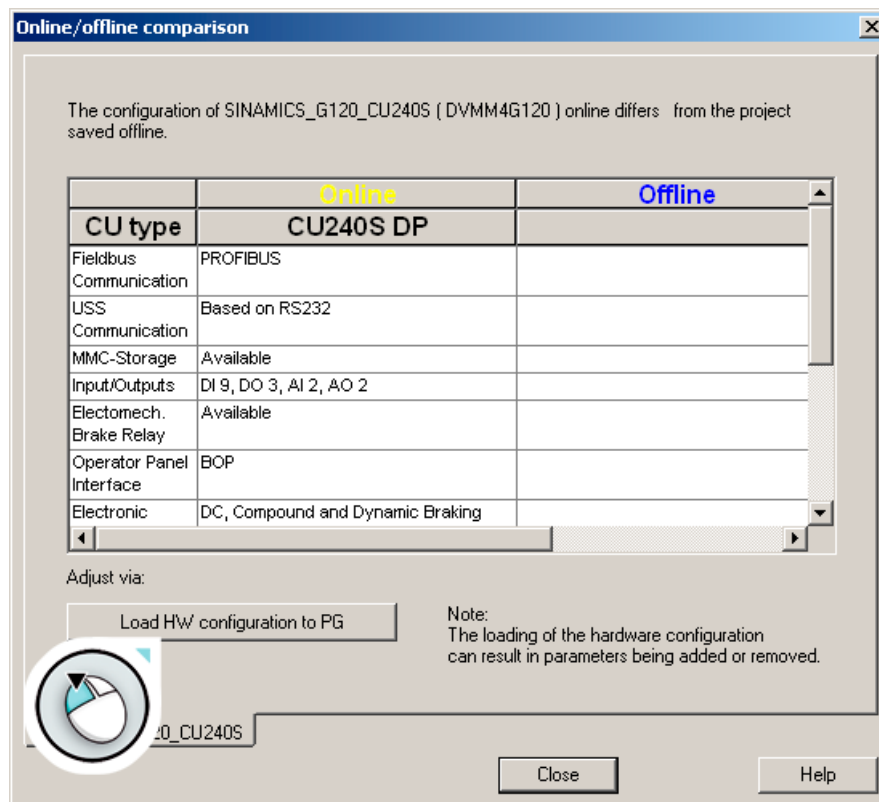 Online/offline comparison
The configuration of SINAMICS_G120_CU240S ( DVMM4G120 ) online differs from the project
saved offline.
Online Offline
CU type CU240S DP
Fieldbus PROFIBUS
Communication
USS Based on RS232
Communication
MMC-Storage Available
Input/Outputs DI 9, DO 3, AI 2, AO 2
Electomech. Available
Brake Relay
Operator Panel BOP
Interface
Electronic DC, Compound and Dynamic Braking
Adjust via:
Load HW configuration to PG
Note:
The loading of the hardware configuration
can result in parameters being added or removed.
20_CU240S
Close Help